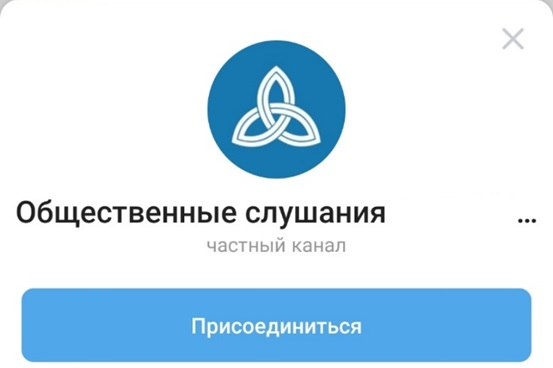 Общественные слушания ...
частный канал
Присоединиться